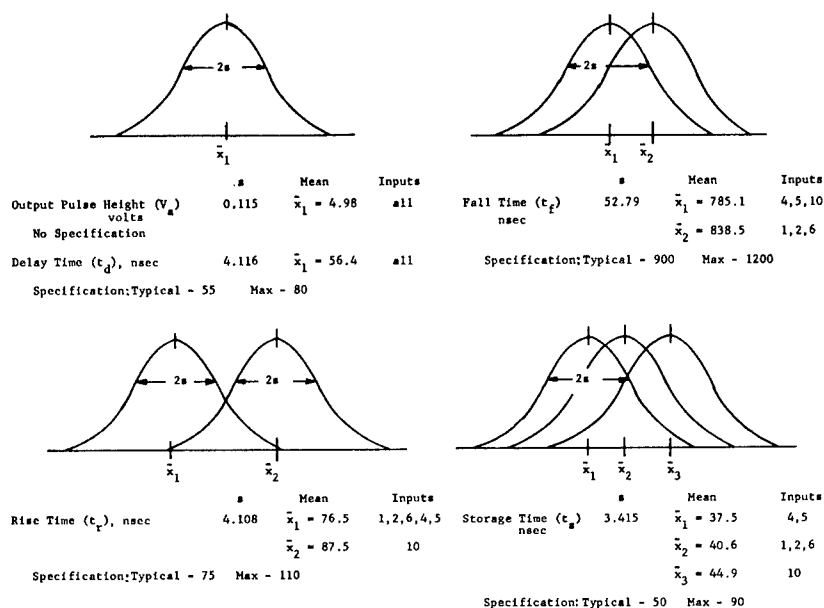 2s
x̄1
s Mean Inputs
Output Pulse Height (Vs) 0.115 x̄1 = 4.98 all
volts
No Specification
Delay Time (td), nsec 4.116 x̄1 = 56.4 all
Specification:Typical - 55 Max - 80
2s
x̄1 x̄2
s Mean Inputs
Fall Time (tf) 52.79 x̄1 = 785.1 4,5,10
nsec
x̄2 = 838.5 1,2,6
Specification:Typical - 900 Max - 1200
2s 2s
x̄1 x̄2
s Mean Inputs
Rise Time (tr), nsec 4.108 x̄1 = 76.5 1,2,6,4,5
x̄2 = 87.5 10
Specification:Typical - 75 Max - 110
2s
x̄1 x̄2 x̄3
s Mean Inputs
Storage Time (ts) 3.415 x̄1 = 37.5 4,5
nsec
x̄2 = 40.6 1,2,6
x̄3 = 44.9 10
Specification:Typical - 50 Max - 90